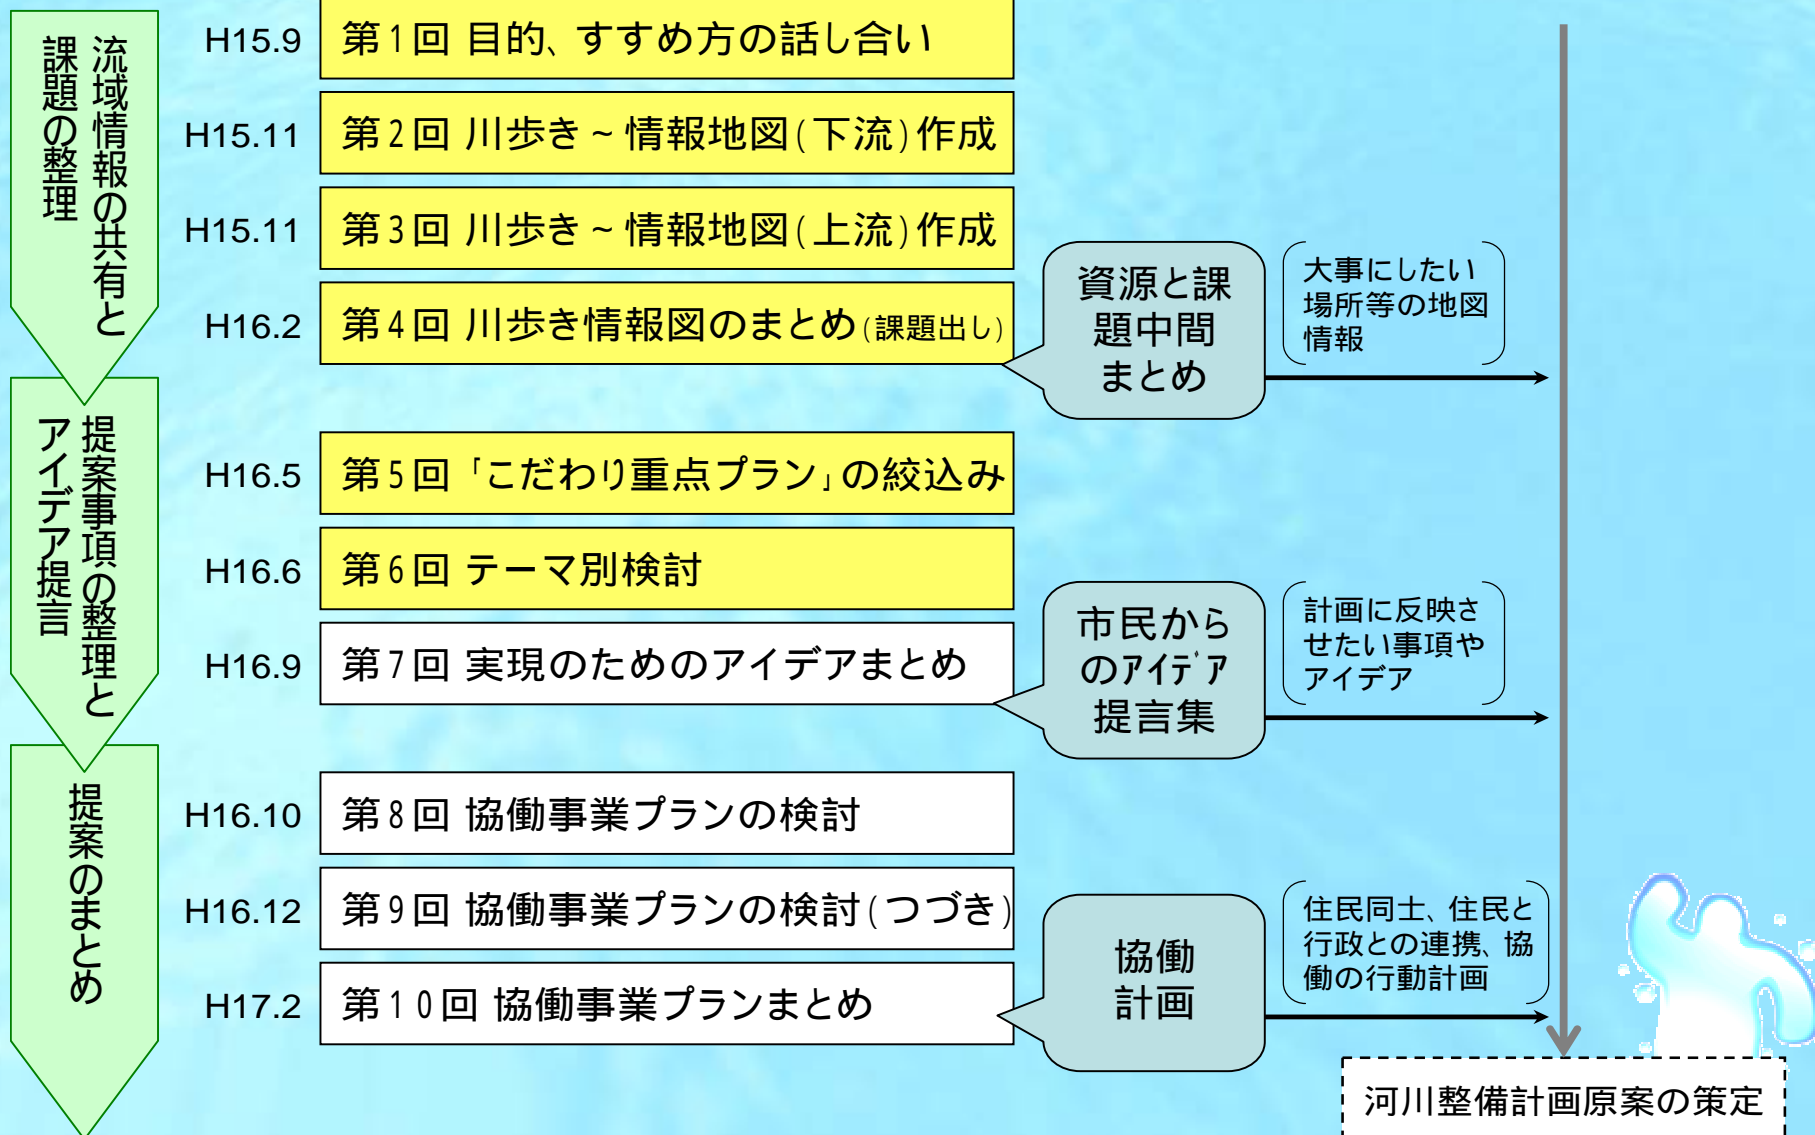 流域情報の共有と
課題の整理
H15.9 第1回 目的、すすめ方の話し合い
H15.11 第2回 川歩き~情報地図(下流)作成
H15.11 第3回 川歩き~情報地図(上流)作成
H16.2 第4回 川歩き情報図のまとめ(課題出し)
資源と課
題中間
まとめ
大事にしたい
場所等の地図
情報
提案事項の整理と
アイデア提言
H16.5 第5回 「こだわり重点プラン」の絞込み
H16.6 第6回 テーマ別検討
H16.9 第7回 実現のためのアイデアまとめ
市民から
のアイデア
提言集
計画に反映さ
せたい事項や
アイデア
提案のまとめ
H16.10 第8回 協働事業プランの検討
H16.12 第9回 協働事業プランの検討(つづき)
H17.2 第10回 協働事業プランまとめ
協働
計画
住民同士、住民と
行政との連携、協
働の行動計画
河川整備計画原案の策定